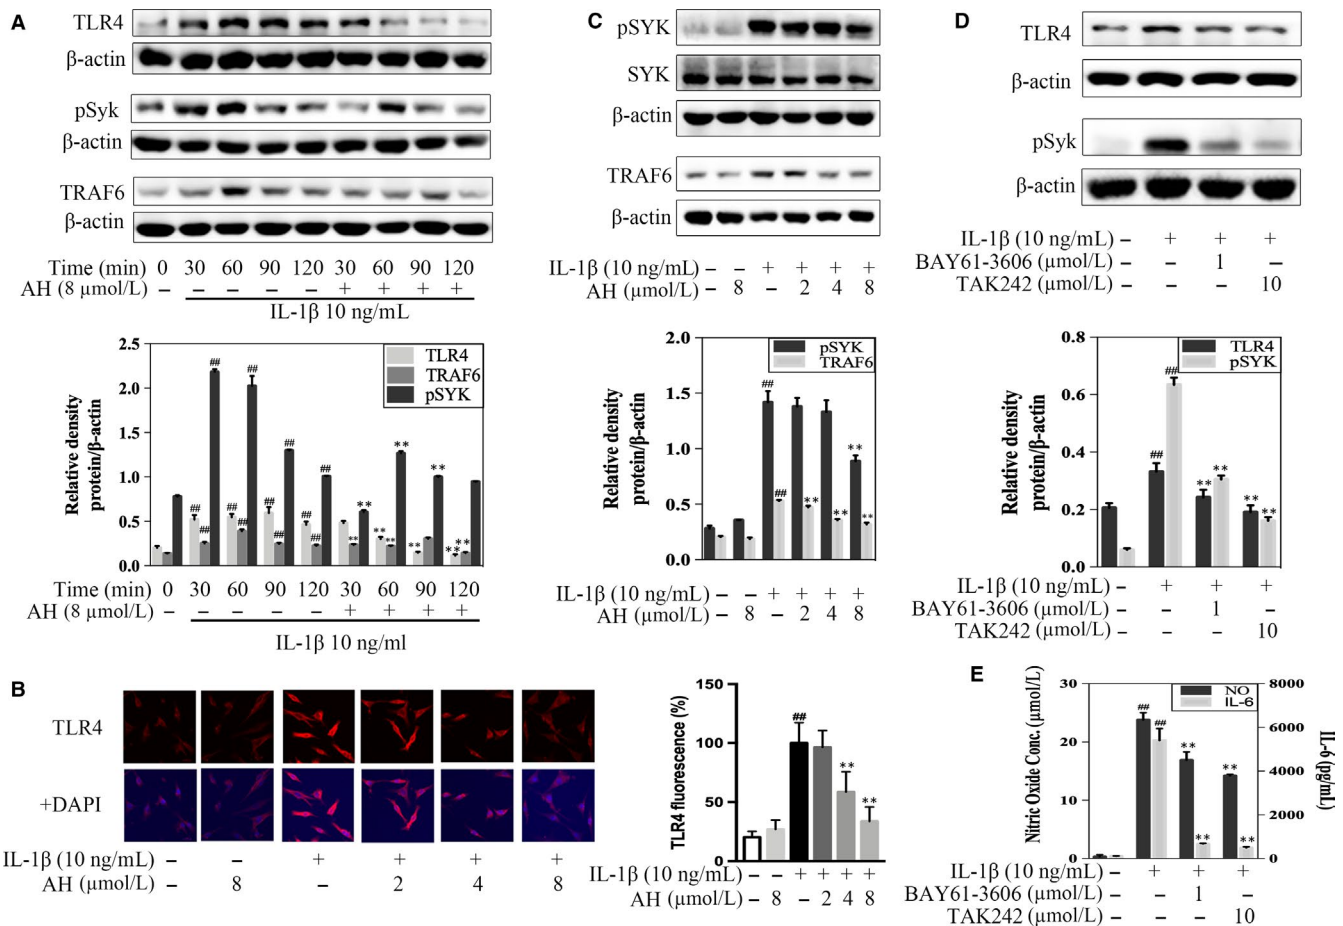 A
TLR4
β-actin
pSyk
β-actin
TRAF6
β-actin
Time (min) 0 30 60 90 120 30 60 90 120
AH (8 µmol/L) – – – – – + + + +
IL-1β 10 ng/mL
2.5
2.0
1.5
1.0
0.5
0.0
Relative density
protein/β-actin
TLR4
TRAF6
pSYK
## ## ## ## ## ## ## ## ## ## ## ##
** ** ** ** ** ** ** ** **
Time (min) 0 30 60 90 120 30 60 90 120
AH (8 µmol/L) – – – – – + + + +
IL-1β 10 ng/ml
B
TLR4
+DAPI
IL-1β (10 ng/mL) – – + + + +
AH (µmol/L) – 8 – 2 4 8
TLR4 fluorescence (%)
150
100
50
0
## ** **
IL-1β (10 ng/mL) – – + + + +
AH (µmol/L) – 8 – 2 4 8
C
pSYK
SYK
β-actin
TRAF6
β-actin
IL-1β (10 ng/mL) – – + + + +
AH (µmol/L) – 8 – 2 4 8
2.0
1.5
1.0
0.5
0.0
Relative density
protein/β-actin
pSYK
TRAF6
## ## ** ** ** **
IL-1β (10 ng/mL) – – + + + +
AH (µmol/L) – 8 – 2 4 8
D
TLR4
β-actin
pSyk
β-actin
IL-1β (10 ng/mL) – + + +
BAY61-3606 (µmol/L) – – 1 –
TAK242 (µmol/L) – – – 10
0.8
0.6
0.4
0.2
0.0
Relative density
protein/β-actin
TLR4
pSYK
## ## ** ** ** **
IL-1β (10 ng/mL) – + + +
BAY61-3606 (µmol/L) – – 1 –
TAK242 (µmol/L) – – – 10
E
Nitric Oxide Conc. (µmol/L)
30
20
10
0
NO
IL-6
8000
6000
4000
2000
0
IL-6
(pg/mL)
## ## ** ** ** **
IL-1β (10 ng/mL) – + + +
BAY61-3606 (µmol/L) – – 1 –
TAK242 (µmol/L) – – – 10